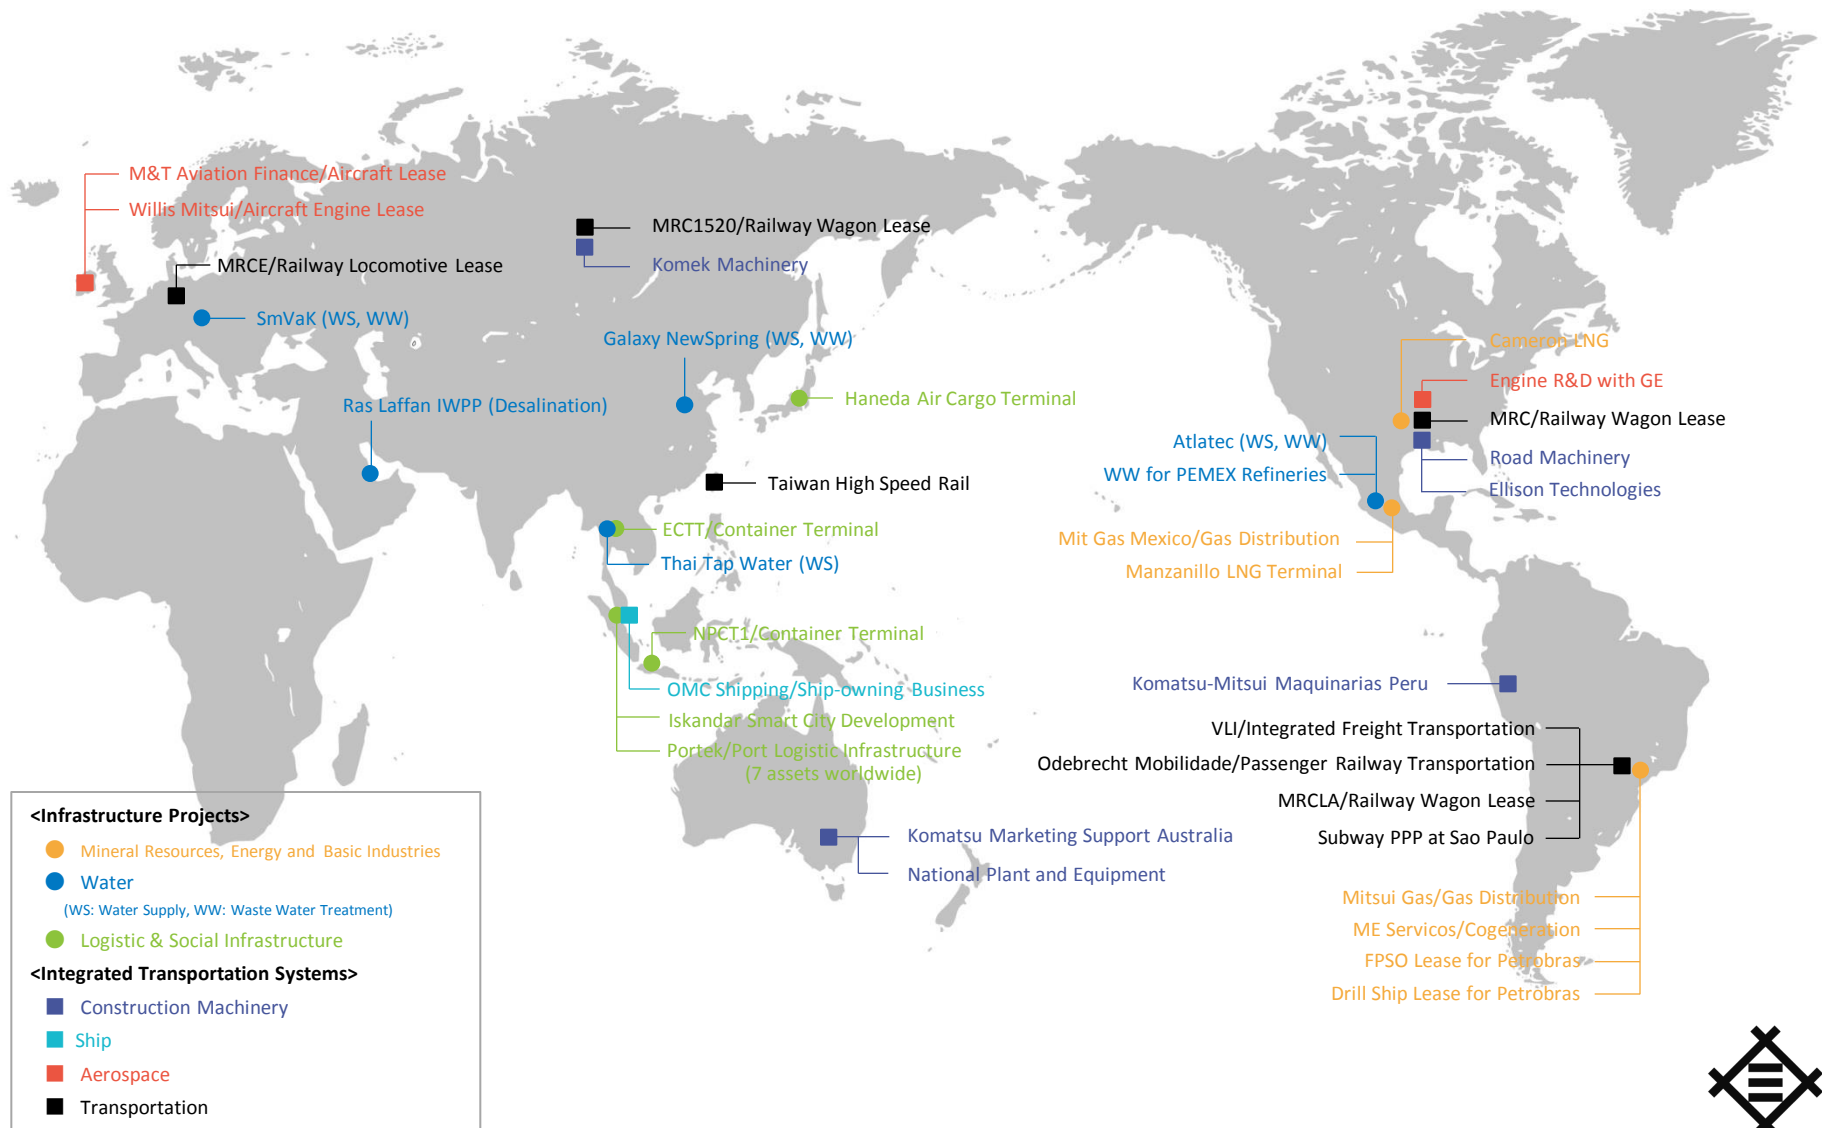 M&T Aviation Finance/Aircraft Lease
Willis Mitsui/Aircraft Engine Lease
MRCE/Railway Locomotive Lease
SmVaK (WS, WW)
MRC1520/Railway Wagon Lease
Komek Machinery
Galaxy NewSpring (WS, WW)
Ras Laffan IWPP (Desalination)
Haneda Air Cargo Terminal
Taiwan High Speed Rail
ECTT/Container Terminal
Thai Tap Water (WS)
NPCT1/Container Terminal
OMC Shipping/Ship-owning Business
Iskandar Smart City Development
Portek/Port Logistic Infrastructure
(7 assets worldwide)
Komatsu Marketing Support Australia
National Plant and Equipment
Cameron LNG
Engine R&D with GE
MRC/Railway Wagon Lease
Road Machinery
Ellison Technologies
Atlatec (WS, WW)
WW for PEMEX Refineries
Mit Gas Mexico/Gas Distribution
Manzanillo LNG Terminal
Komatsu-Mitsui Maquinarias Peru
VLI/Integrated Freight Transportation
Odebrecht Mobilidade/Passenger Railway Transportation
MRCLA/Railway Wagon Lease
Subway PPP at Sao Paulo
Mitsui Gas/Gas Distribution
ME Servicos/Cogeneration
FPSO Lease for Petrobras
Drill Ship Lease for Petrobras
<Infrastructure Projects>
Mineral Resources, Energy and Basic Industries
Water
(WS: Water Supply, WW: Waste Water Treatment)
Logistic & Social Infrastructure
<Integrated Transportation Systems>
Construction Machinery
Ship
Aerospace
Transportation